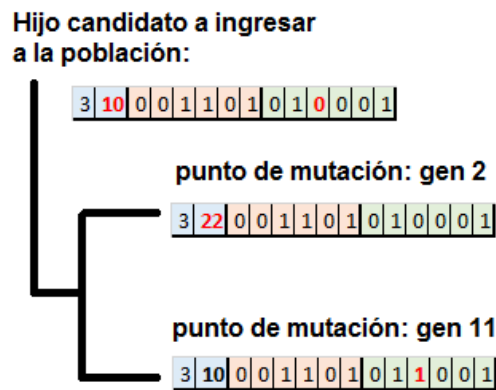 Hijo candidato a ingresar
a la población:
3 10 0 0 1 1 0 1 0 1 0 0 0 1
punto de mutación: gen 2
3 22 0 0 1 1 0 1 0 1 0 0 0 1
punto de mutación: gen 11
3 10 0 0 1 1 0 1 0 1 1 0 0 1